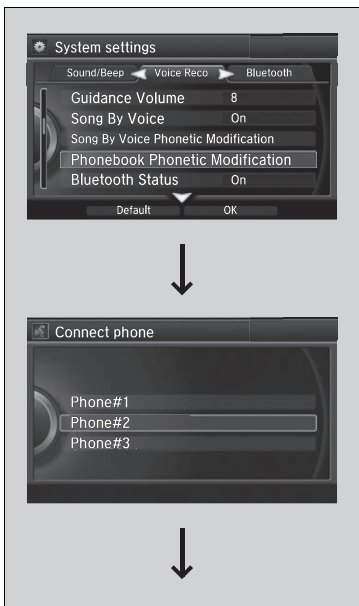 System settings
Sound/Beep Voice Reco Bluetooth
Guidance Volume 8
Song By Voice On
Song By Voice Phonetic Modification
Phonebook Phonetic Modification
Bluetooth Status On
Default OK
Connect phone
Phone#1
Phone#2
Phone#3